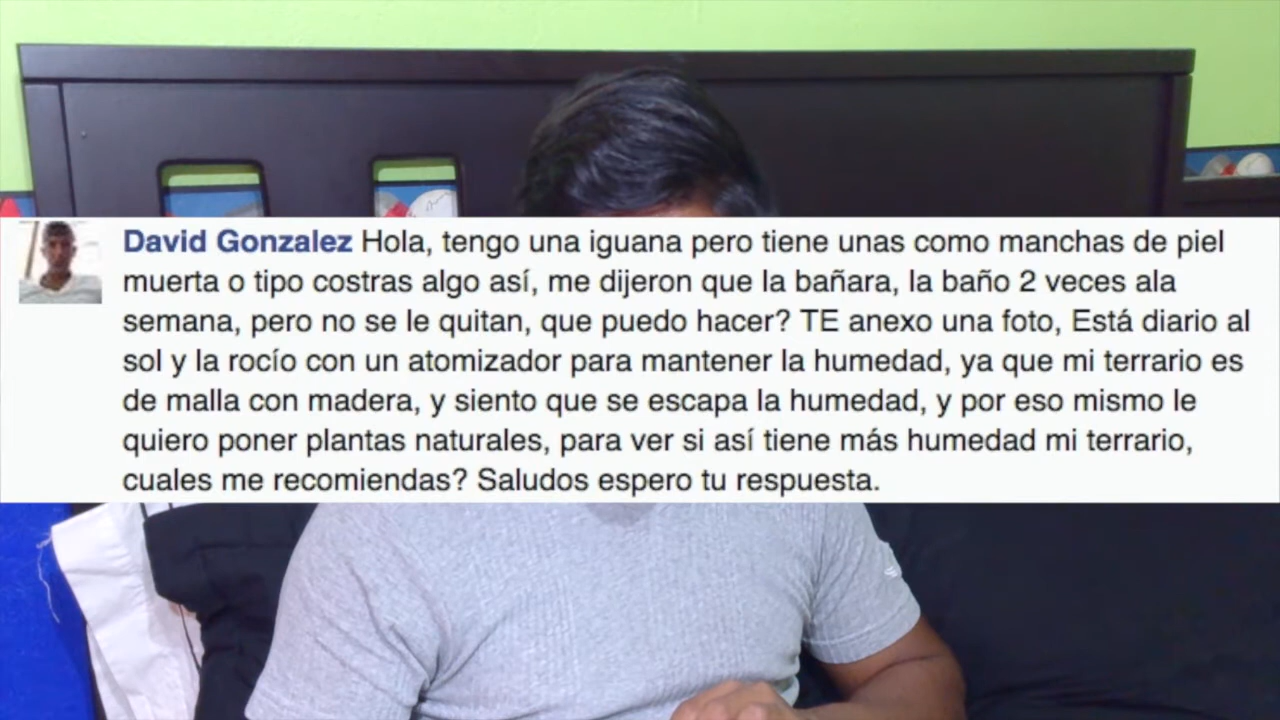 David Gonzalez Hola, tengo una iguana pero tiene unas como manchas de piel
muerta o tipo costras algo así, me dijeron que la bañara, la baño 2 veces ala
semana, pero no se le quitan, que puedo hacer? TE anexo una foto, Está diario al
sol y la rocío con un atomizador para mantener la humedad, ya que mi terrario es
de malla con madera, y siento que se escapa la humedad, y por eso mismo le
quiero poner plantas naturales, para ver si así tiene más humedad mi terrario,
cuales me recomiendas? Saludos espero tu respuesta.